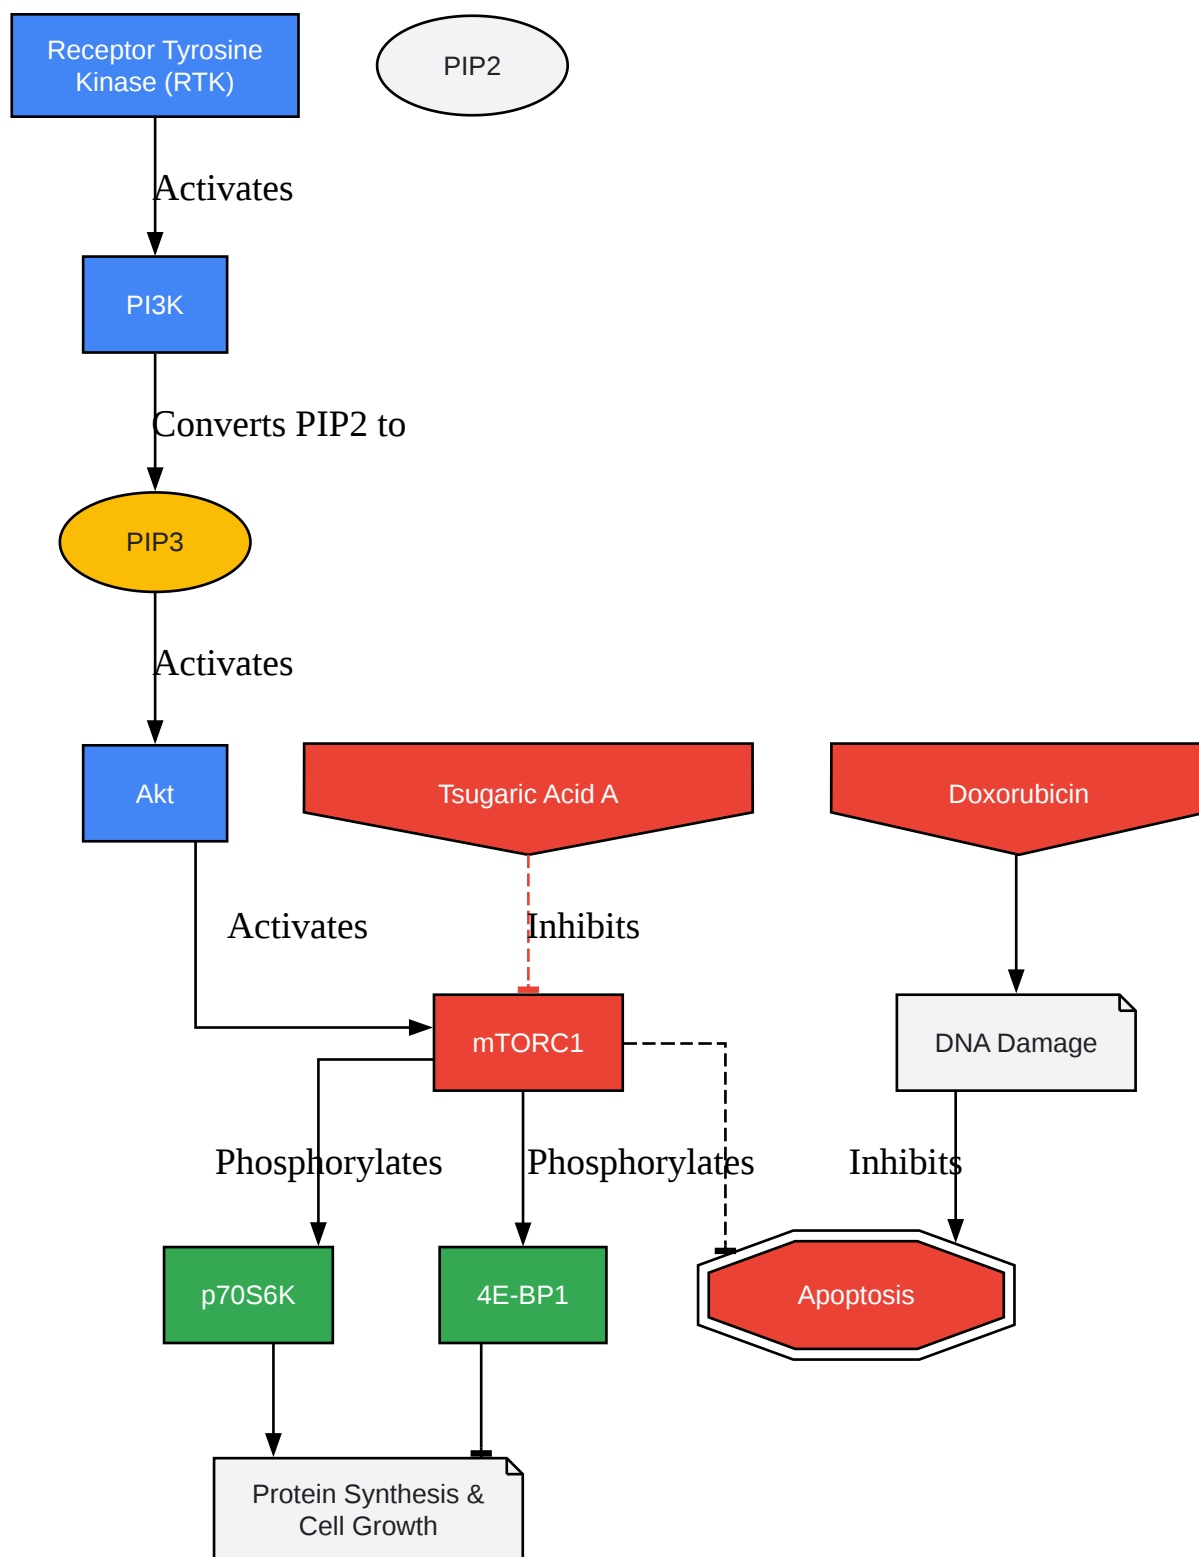 Receptor Tyrosine
Kinase (RTK)
PIP2
Activates
PI3K
Converts PIP2 to
PIP3
Activates
Akt
Tsugaric Acid A
Doxorubicin
Activates
Inhibits
mTORC1
DNA Damage
Phosphorylates
Phosphorylates
Inhibits
p70S6K
4E-BP1
Apoptosis
Protein Synthesis &
Cell Growth